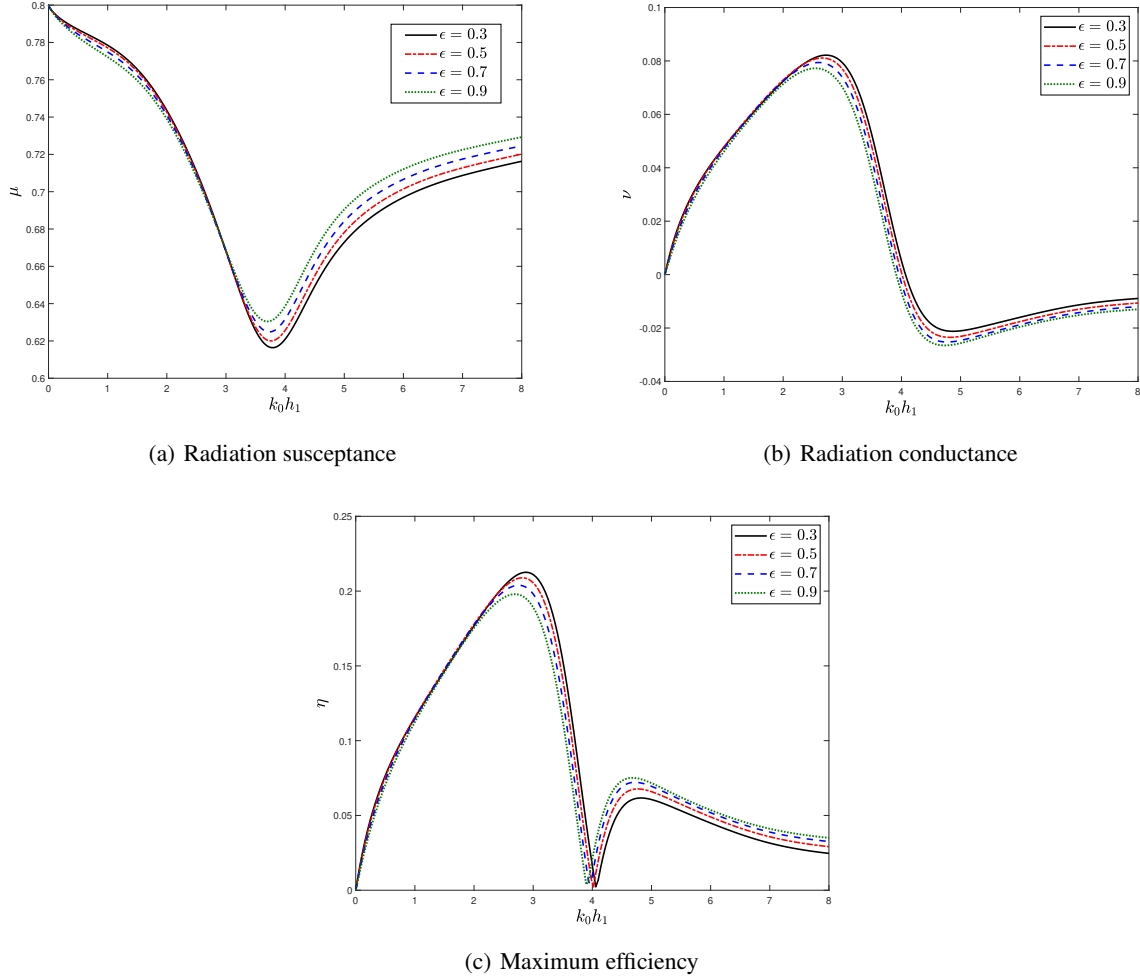 0.8
0.78
0.76
0.74
0.72
0.7
0.68
0.66
0.64
0.62
0.6
μ
0 1 2 3 4 5 6 7 8
k₀h₁
ϵ = 0.3
ϵ = 0.5
ϵ = 0.7
ϵ = 0.9
(a) Radiation susceptance
0.1
0.08
0.06
0.04
0.02
0
-0.02
-0.04
ν
0 1 2 3 4 5 6 7 8
k₀h₁
ϵ = 0.3
ϵ = 0.5
ϵ = 0.7
ϵ = 0.9
(b) Radiation conductance
0.25
0.2
0.15
0.1
0.05
0
η
0 1 2 3 4 5 6 7 8
k₀h₁
ϵ = 0.3
ϵ = 0.5
ϵ = 0.7
ϵ = 0.9
(c) Maximum efficiency